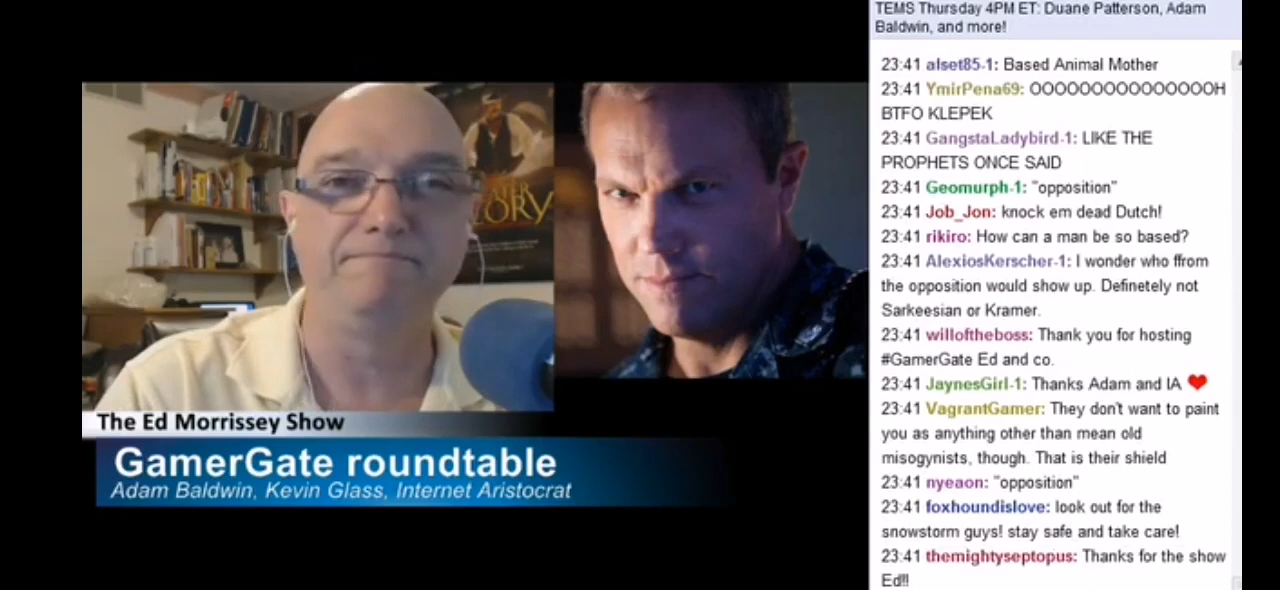 TEMS Thursday 4PM ET: Duane Patterson, Adam
Baldwin, and more!
23:41 alset85-1: Based Animal Mother
23:41 YmirPena69: OOOOOOOOOOOOOOOH
BTFO KLEPEK
23:41 GangstaLadybird-1: LIKE THE
PROPHETS ONCE SAID
23:41 Geomurph-1: "opposition"
23:41 Job_Jon: knock em dead Dutch!
23:41 rikiro: How can a man be so based?
23:41 AlexiosKerscher-1: I wonder who ffrom
the opposition would show up. Definetely not
Sarkeesian or Kramer.
23:41 willoftheboss: Thank you for hosting
#GamerGate Ed and co.
23:41 JaynesGirl-1: Thanks Adam and IA ❤
23:41 VagrantGamer: They don't want to paint
you as anything other than mean old
misogynists, though. That is their shield
23:41 nyeaon: "opposition"
23:41 foxhoundislove: look out for the
snowstorm guys! stay safe and take care!
23:41 themightyseptopus: Thanks for the show
Ed!!
The Ed Morrissey Show
GamerGate roundtable
Adam Baldwin, Kevin Glass, Internet Aristocrat